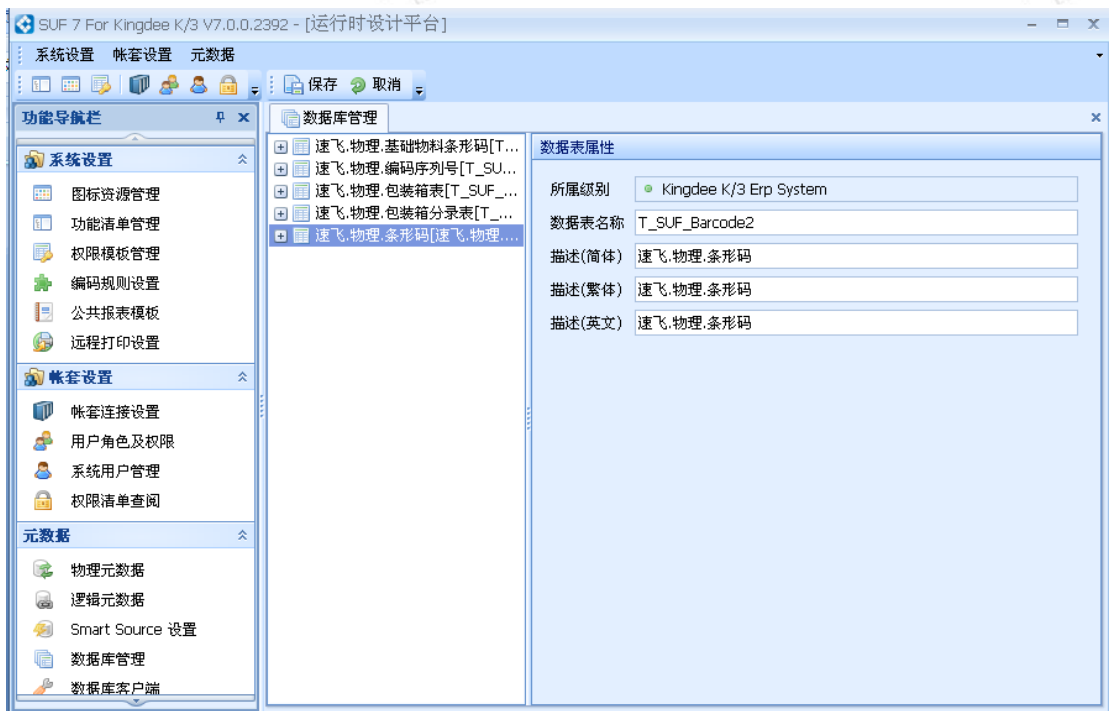 SUF 7 For Kingdee K/3 V7.0.0.2392 - [运行时设计平台]
系统设置 帐套设置 元数据
保存 取消
功能导航栏
系统设置
图标资源管理
功能清单管理
权限模板管理
编码规则设置
公共报表模板
远程打印设置
帐套设置
帐套连接设置
用户角色及权限
系统用户管理
权限清单查阅
元数据
物理元数据
逻辑元数据
Smart Source 设置
数据库管理
数据库客户端
数据库管理
速飞.物理.基础物料条形码[T...
速飞.物理.编码序列号[T_SU...
速飞.物理.包装箱表[T_SUF_...
速飞.物理.包装箱分录表[T_...
速飞.物理.条形码[速飞.物理....
数据表属性
所属级别 Kingdee K/3 Erp System
数据表名称 T_SUF_Barcode2
描述(简体) 速飞.物理.条形码
描述(繁体) 速飞.物理.条形码
描述(英文) 速飞.物理.条形码